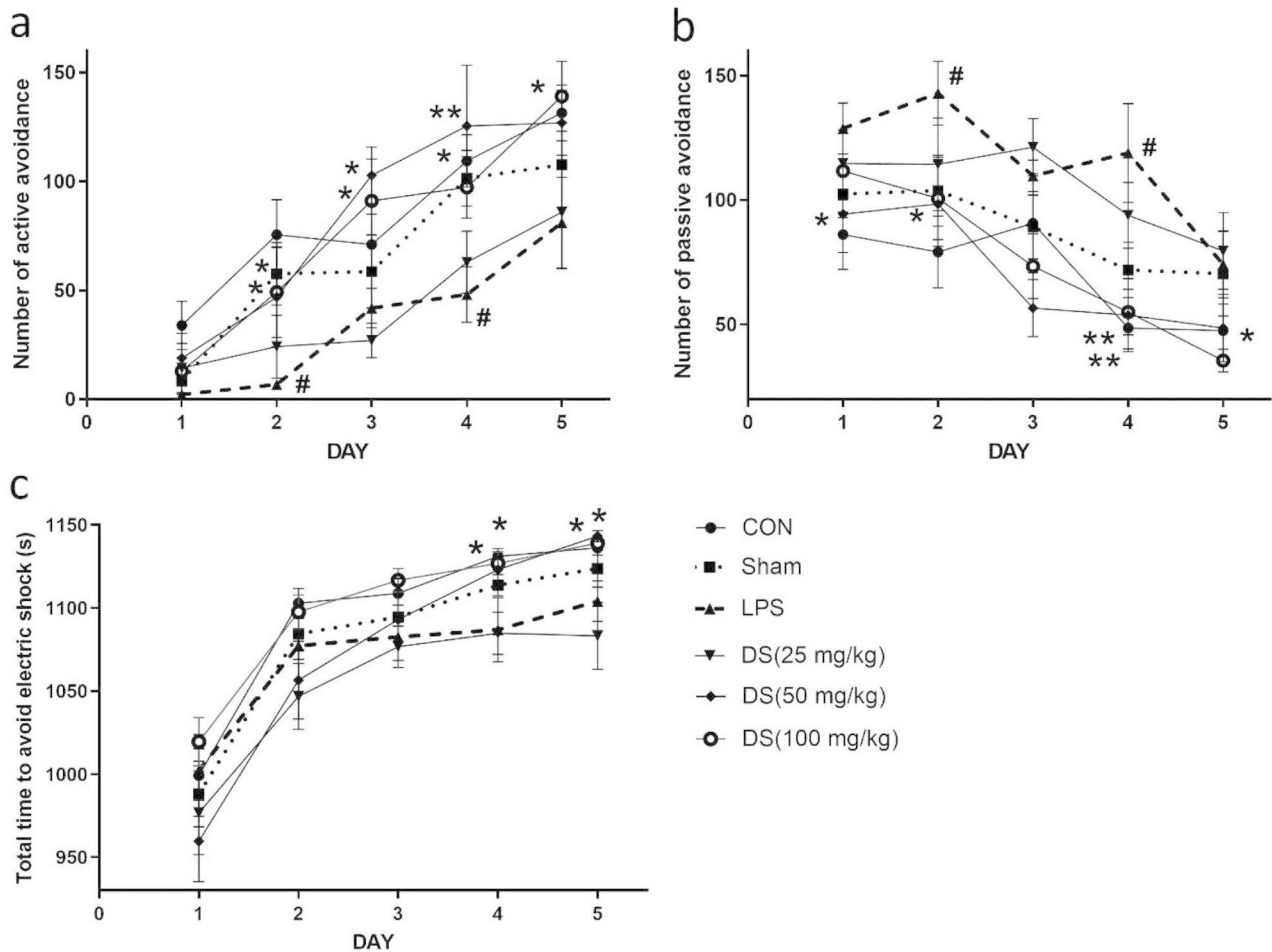 a
Number of active avoidance
150
100
50
0
0 1 2 3 4 5
DAY
* * * * ** * *
# #
b
Number of passive avoidance
150
100
50
0 1 2 3 4 5
DAY
# #
* * ** ** *
c
Total time to avoid electric shock (s)
1150
1100
1050
1000
950
0 1 2 3 4 5
DAY
* * * *
CON
Sham
LPS
DS(25 mg/kg)
DS(50 mg/kg)
DS(100 mg/kg)